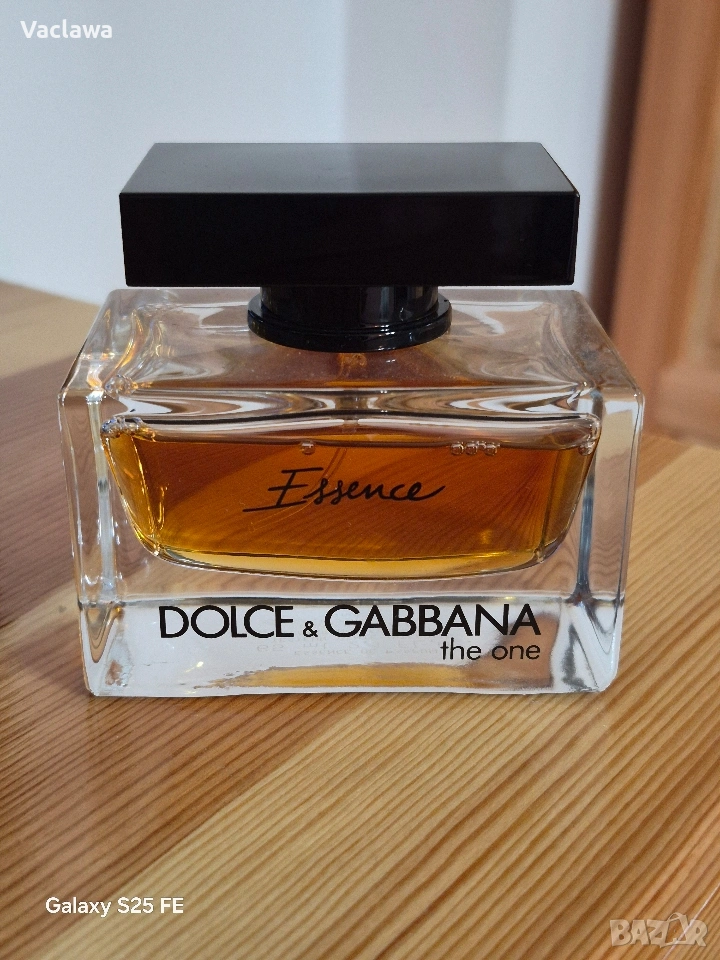 Vaclawa
Essence
DOLCE & GABBANA
the one
Galaxy S25 FE
BAZAR